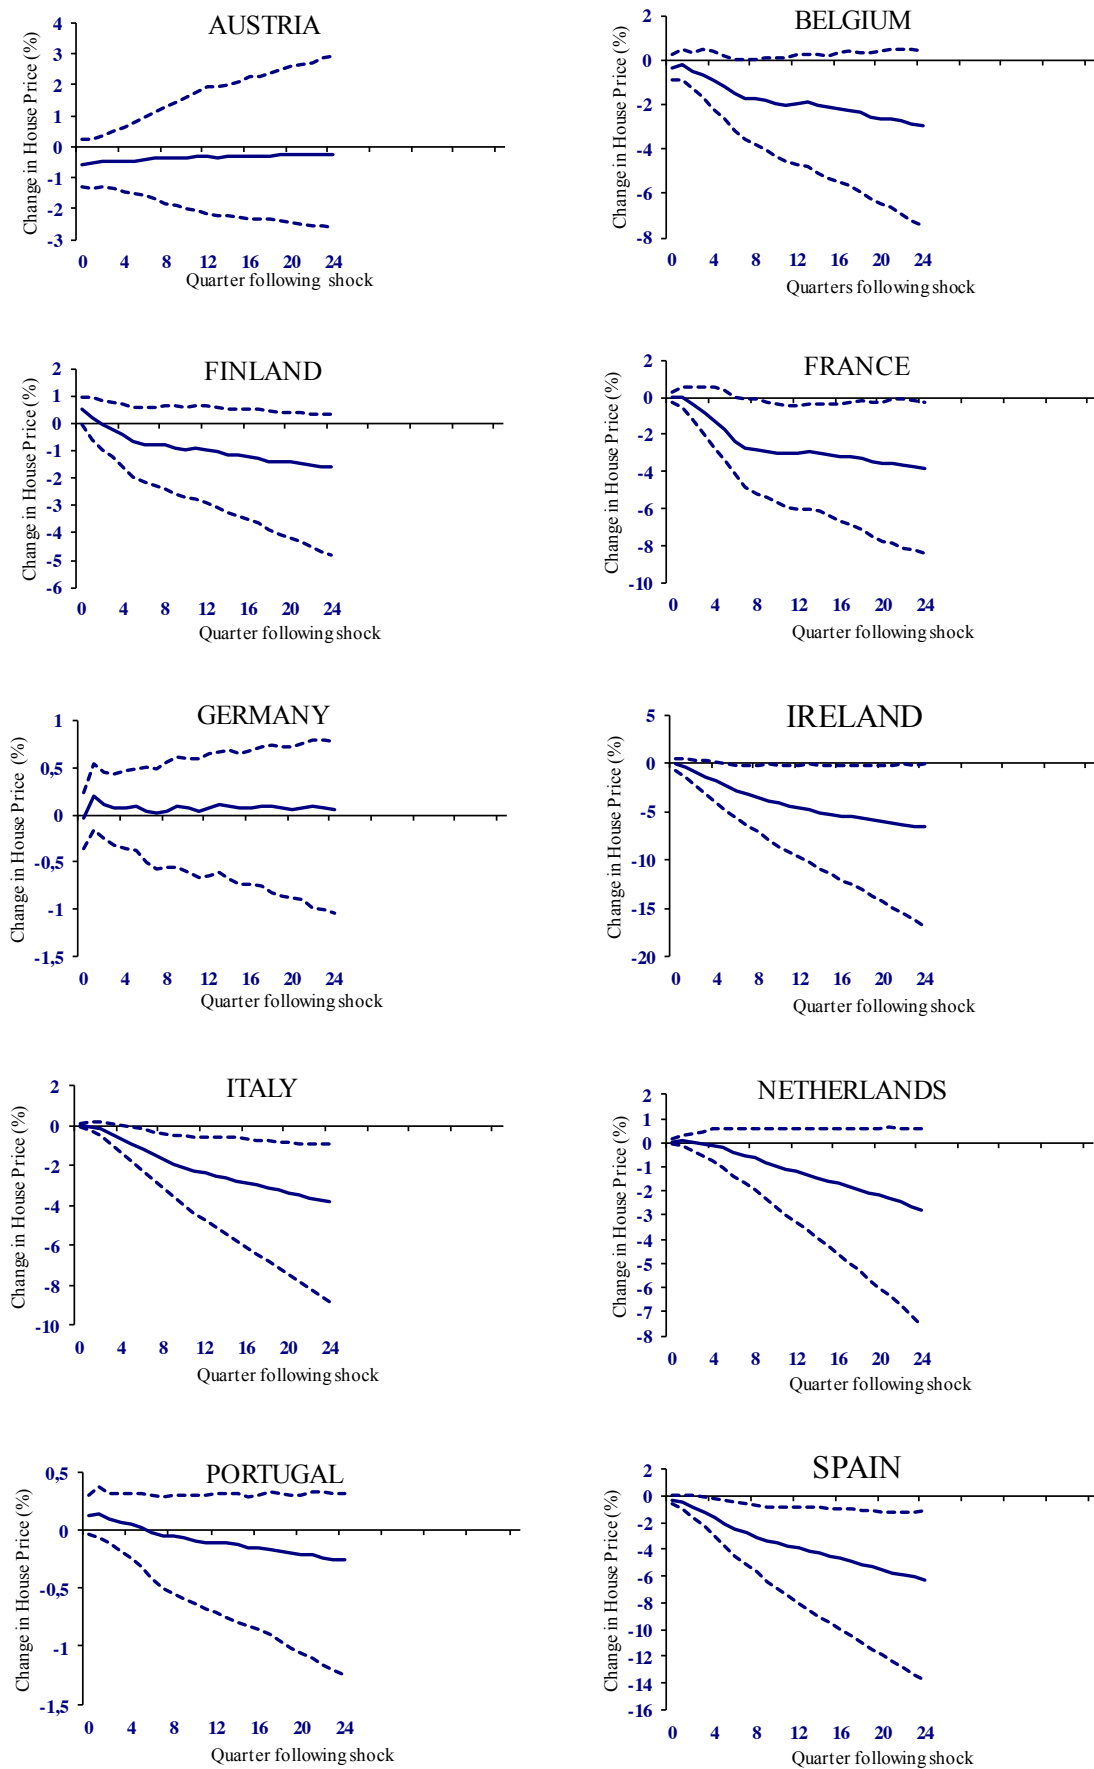 AUSTRIA
Change in House Price (%)
4
3
2
1
0
-1
-2
-3
0 4 8 12 16 20 24
Quarter following shock
BELGIUM
Change in House Price (%)
2
0
-2
-4
-6
-8
0 4 8 12 16 20 24
Quarters following shock
FINLAND
Change in House Price (%)
2
1
0
-1
-2
-3
-4
-5
-6
0 4 8 12 16 20 24
Quarter following shock
FRANCE
Change in House Price (%)
2
0
-2
-4
-6
-8
-10
0 4 8 12 16 20 24
Quarter following shock
GERMANY
Change in House Price (%)
1
0,5
0
-0,5
-1
-1,5
0 4 8 12 16 20 24
Quarter following shock
IRELAND
Change in House Price (%)
5
0
-5
-10
-15
-20
0 4 8 12 16 20 24
Quarter following shock
ITALY
Change in House Price (%)
2
0
-2
-4
-6
-8
-10
0 4 8 12 16 20 24
Quarter following shock
NETHERLANDS
Change in House Price (%)
2
1
0
-1
-2
-3
-4
-5
-6
-7
-8
0 4 8 12 16 20 24
Quarter following shock
PORTUGAL
Change in House Price (%)
0,5
0
-0,5
-1
-1,5
0 4 8 12 16 20 24
Quarter following shock
SPAIN
Change in House Price (%)
2
0
-2
-4
-6
-8
-10
-12
-14
-16
0 4 8 12 16 20 24
Quarter following shock